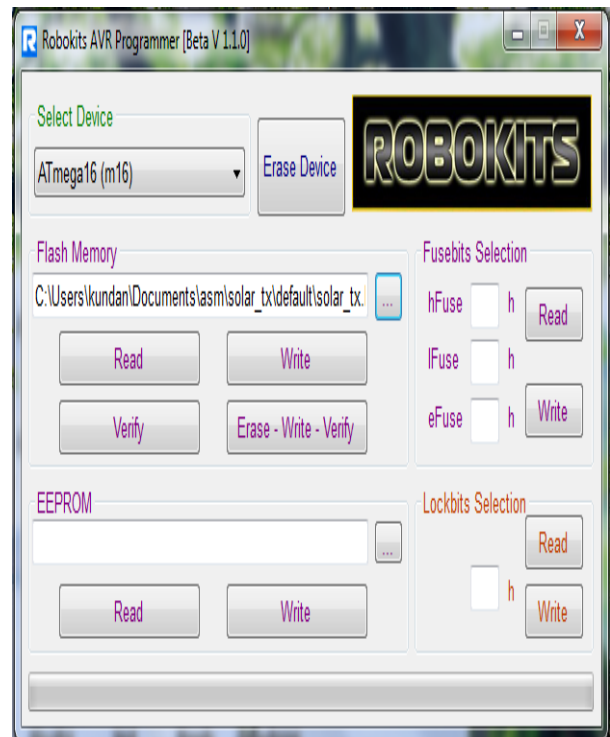 Robokits AVR Programmer [Beta V 1.1.0]
X
Select Device
ATmega16 (m16)
Erase Device
ROBOKITS
Flash Memory
C:\Users\kundan\Documents\asm\solar_tx\default\solar_tx.
...
Read
Write
Verify
Erase - Write - Verify
Fusebits Selection
hFuse h
Read
lFuse h
eFuse h
Write
EEPROM
...
Read
Write
Lockbits Selection
Read
h
Write